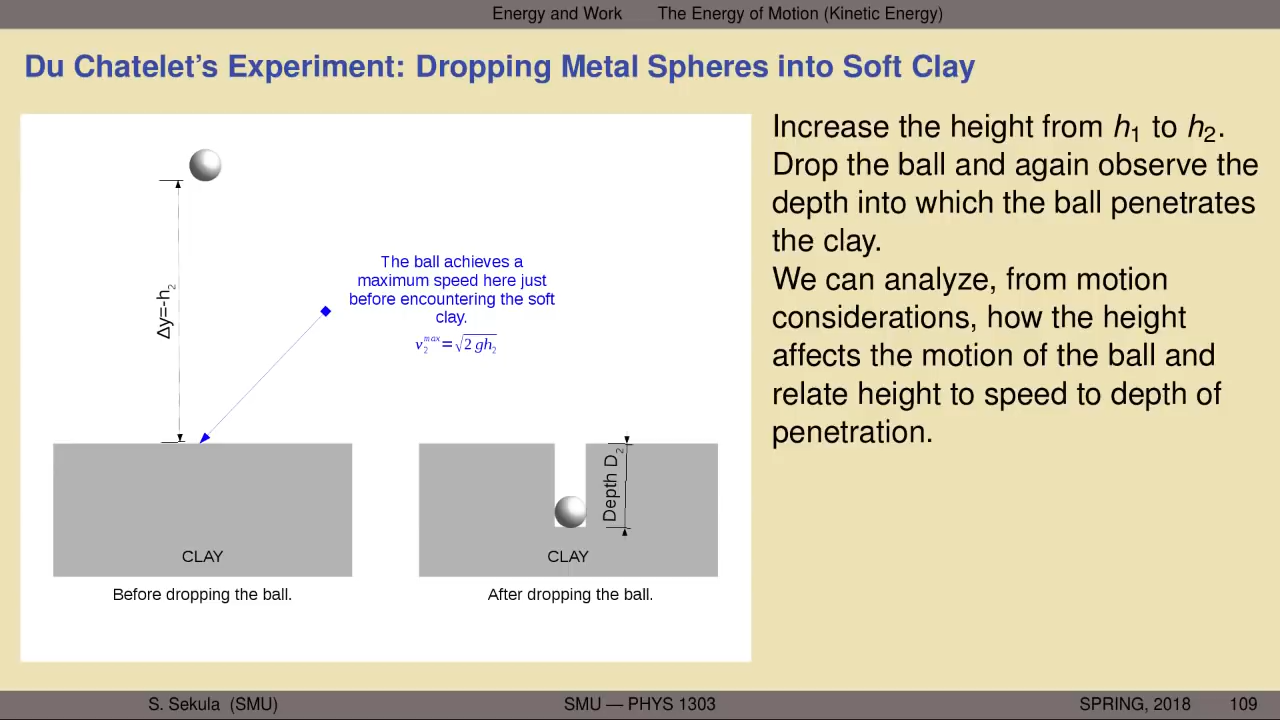 Energy and Work    The Energy of Motion (Kinetic Energy)
Du Chatelet's Experiment: Dropping Metal Spheres into Soft Clay
Δy=-h₂
The ball achieves a
maximum speed here just
before encountering the soft
clay.
v₂ᵐᵃˣ=√2 gh₂
CLAY
Before dropping the ball.
Depth D₂
CLAY
After dropping the ball.
Increase the height from h₁ to h₂.
Drop the ball and again observe the
depth into which the ball penetrates
the clay.
We can analyze, from motion
considerations, how the height
affects the motion of the ball and
relate height to speed to depth of
penetration.
S. Sekula (SMU)    SMU — PHYS 1303    SPRING, 2018    109